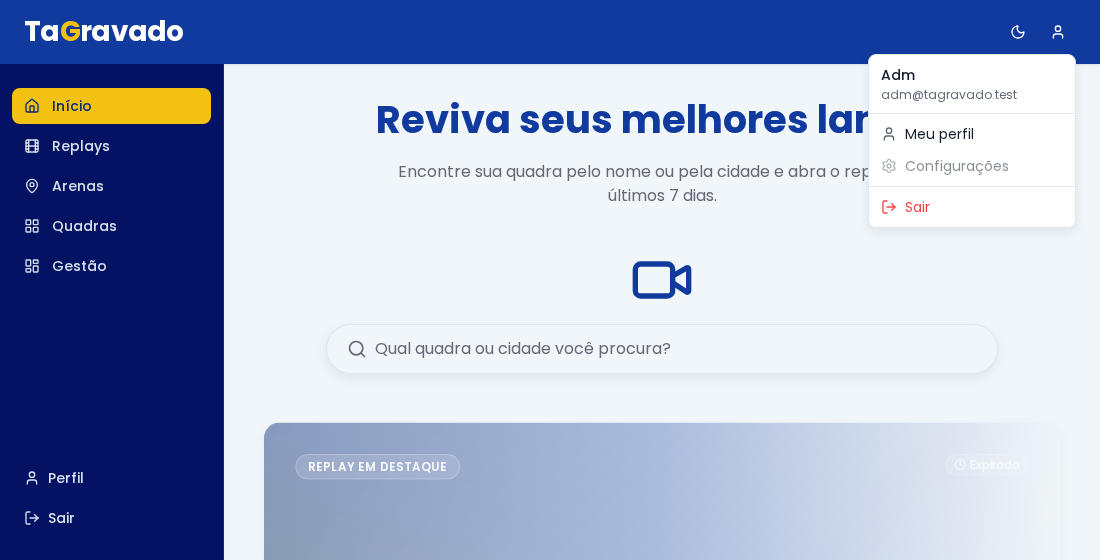 TaGravado
Adm
adm@tagravado.test
Meu perfil
Configurações
Sair
Início
Replays
Arenas
Quadras
Gestão
Perfil
Sair
Reviva seus melhores
Encontre sua quadra pelo nome ou pela cidade e abra o
últimos 7 dias.
Qual quadra ou cidade você procura?
REPLAY EM DESTAQUE
Expirado